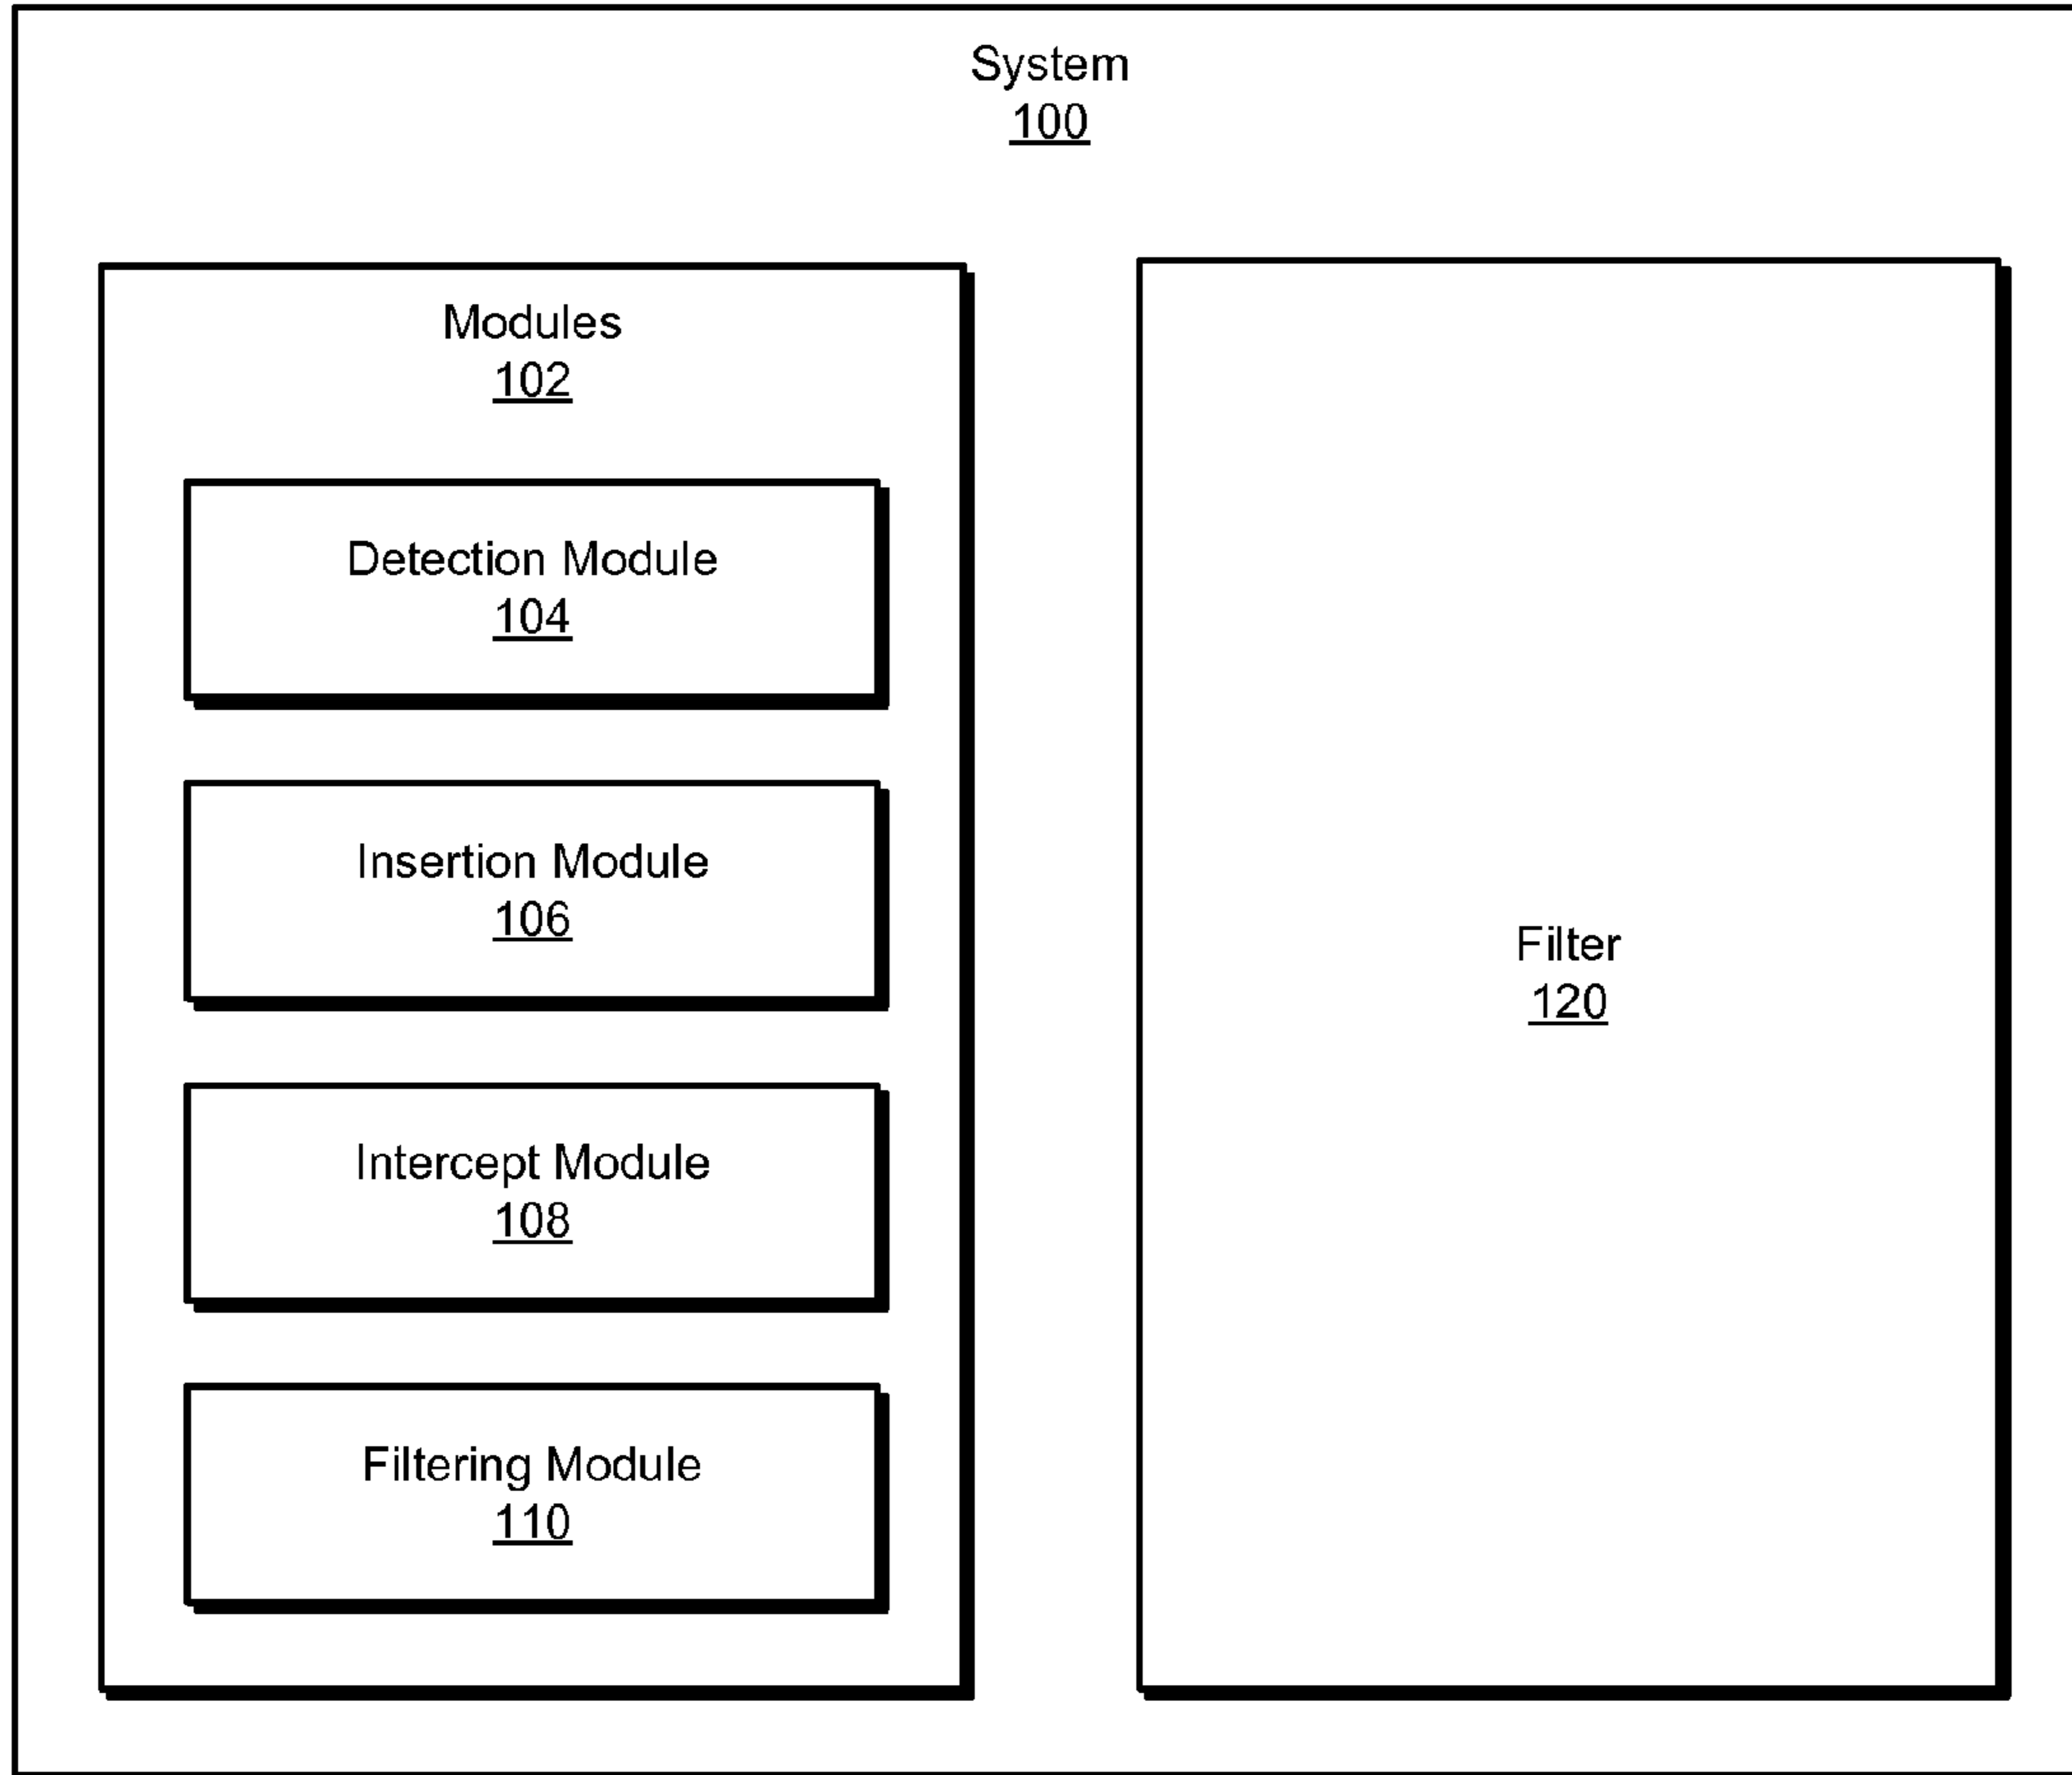 System
100
Modules
102
Detection Module
104
Insertion Module
106
Intercept Module
108
Filtering Module
110
Filter
120